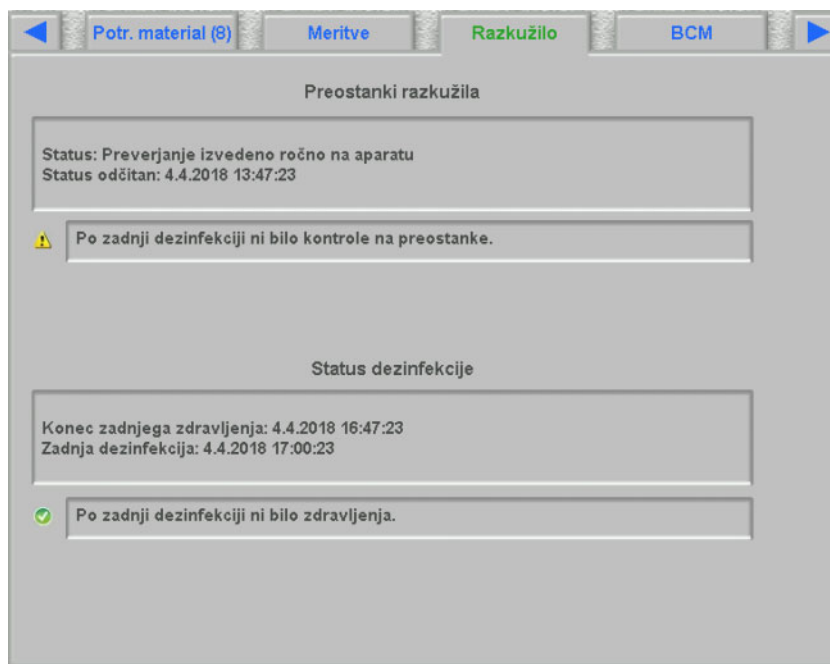 Potr. material (8) Meritve Razkužilo BCM
Preostanki razkužila
Status: Preverjanje izvedeno ročno na aparatu
Status odčitan: 4.4.2018 13:47:23
Po zadnji dezinfekciji ni bilo kontrole na preostanke.
Status dezinfekcije
Konec zadnjega zdravljenja: 4.4.2018 16:47:23
Zadnja dezinfekcija: 4.4.2018 17:00:23
Po zadnji dezinfekciji ni bilo zdravljenja.